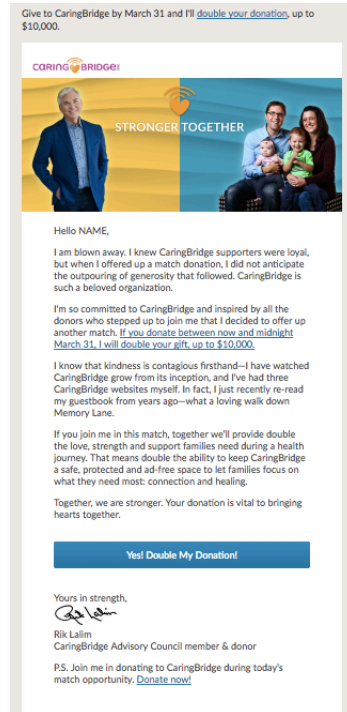 Give to CaringBridge by March 31 and I'll double your donation, up to
$10,000.
CARING BRIDGE
STRONGER TOGETHER
Hello NAME,
I am blown away. I knew CaringBridge supporters were loyal,
but when I offered up a match donation, I did not anticipate
the outpouring of generosity that followed. CaringBridge is
such a beloved organization.
I'm so committed to CaringBridge and inspired by all the
donors who stepped up to join me that I decided to offer up
another match. If you donate between now and midnight
March 31, I will double your gift, up to $10,000.
I know that kindness is contagious firsthand—I have watched
CaringBridge grow from its inception, and I've had three
CaringBridge websites myself. In fact, I just recently re-read
my guestbook from years ago—what a loving walk down
Memory Lane.
If you join me in this match, together we'll provide double
the love, strength and support families need during a health
journey. That means double the ability to keep CaringBridge
a safe, protected and ad-free space to let families focus on
what they need most: connection and healing.
Together, we are stronger. Your donation is vital to bringing
hearts together.
Yes! Double My Donation!
Yours in strength,
Rik Lalim
Rik Lalim
CaringBridge Advisory Council member & donor
P.S. Join me in donating to CaringBridge during today's
match opportunity. Donate now!